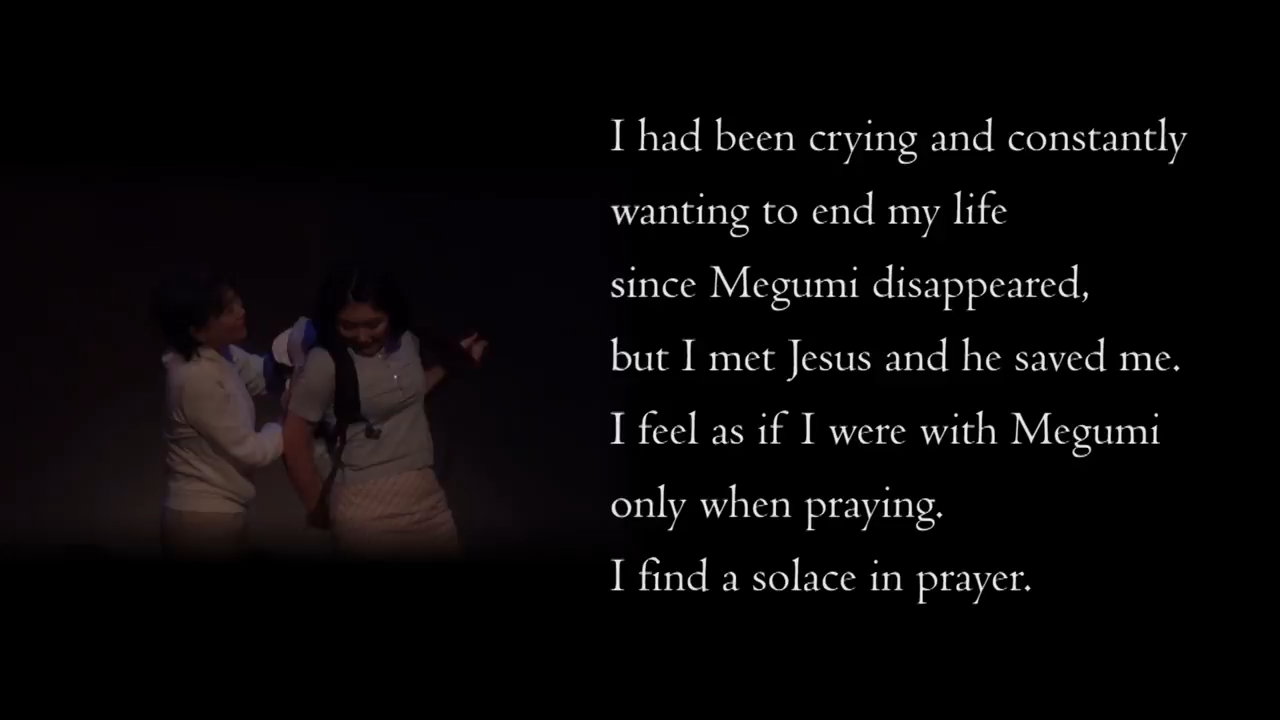 I had been crying and constantly
wanting to end my life
since Megumi disappeared,
but I met Jesus and he saved me.
I feel as if I were with Megumi
only when praying.
I find a solace in prayer.